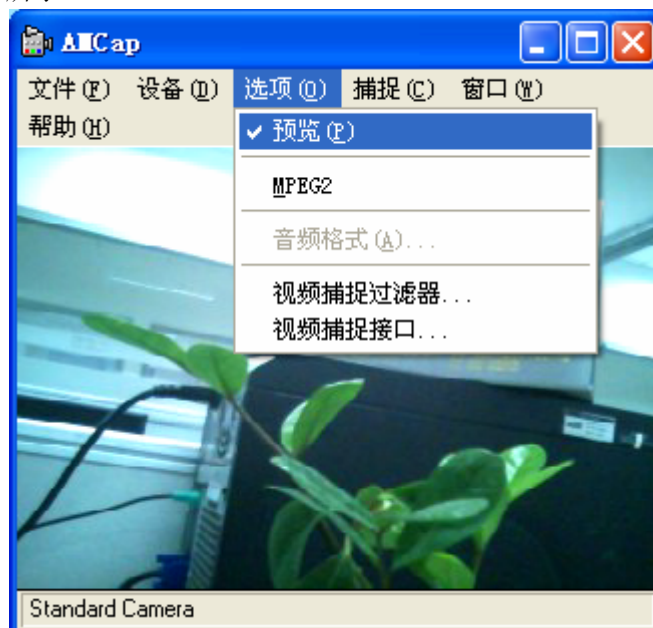 AMCap
文件(F) 设备(D) 选项(O) 捕捉(C) 窗口(W)
帮助(H)
预览(P)
MPEG2
音频格式(A)...
视频捕捉过滤器...
视频捕捉接口...
Standard Camera